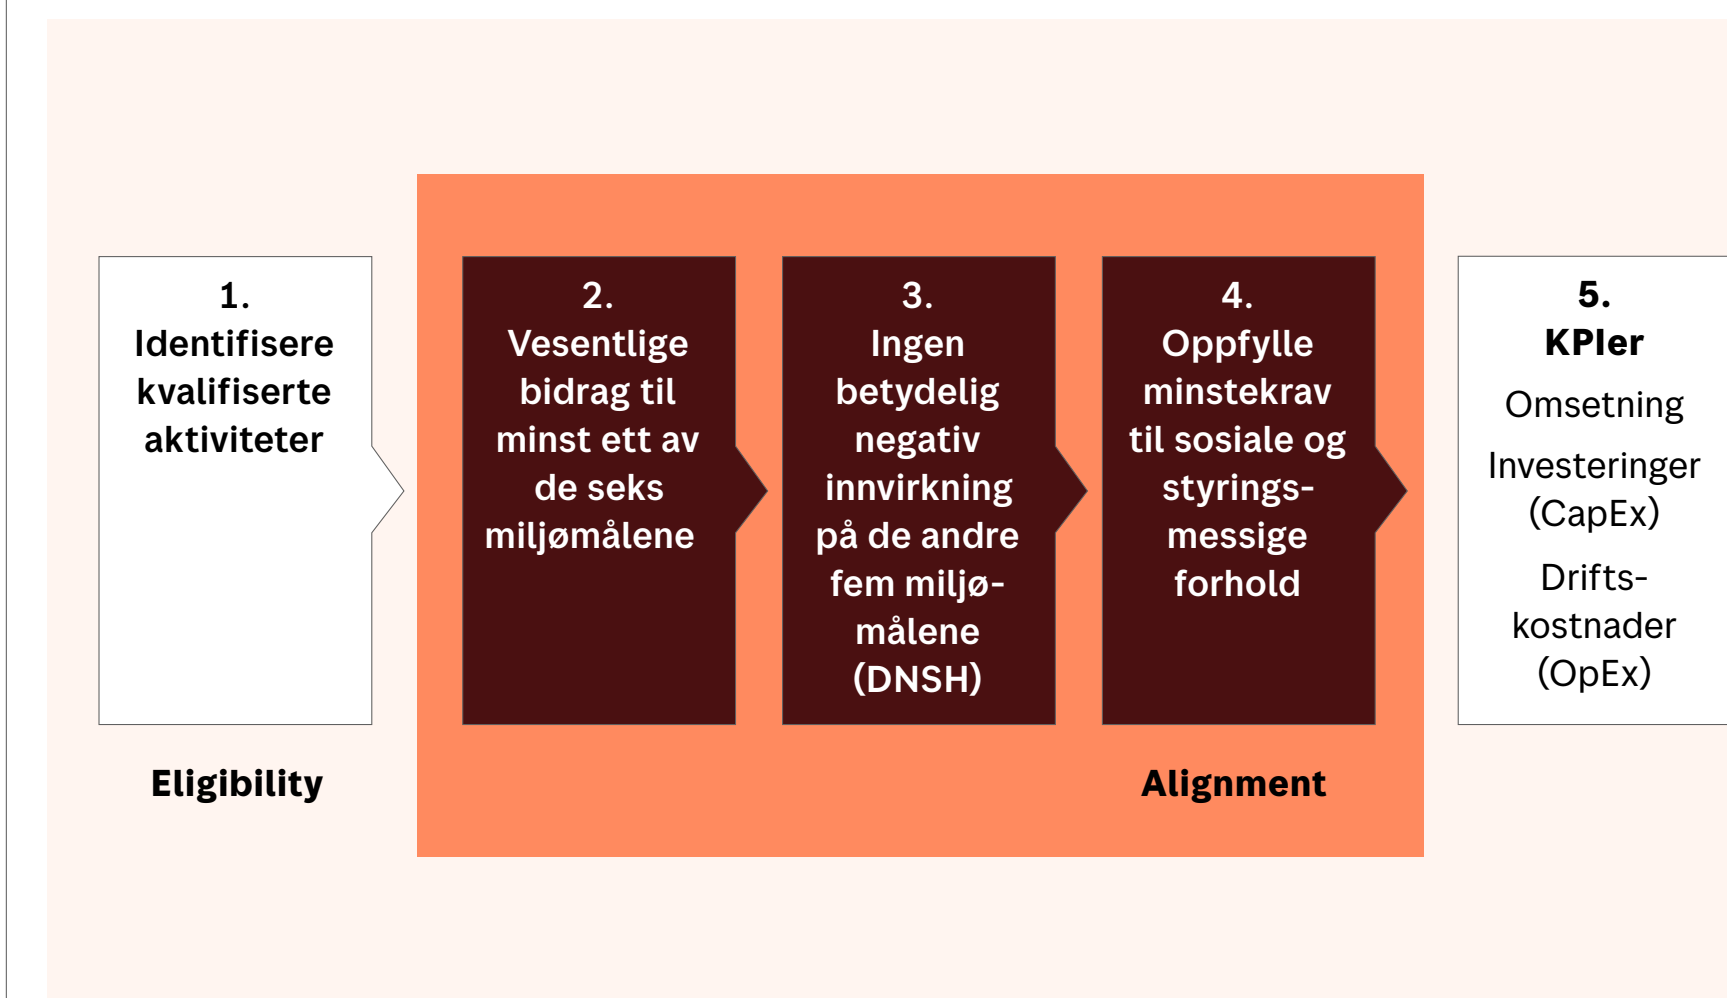 1.
Identifisere
kvalifiserte
aktiviteter
Eligibility
2.
Vesentlige
bidrag til
minst ett av
de seks
miljømålene
3.
Ingen
betydelig
negativ
innvirkning
på de andre
fem miljø-
målene
(DNSH)
4.
Oppfylle
minstekrav
til sosiale og
styrings-
messige
forhold
Alignment
5.
KPIer
Omsetning
Investeringer
(CapEx)
Drifts-
kostnader
(OpEx)